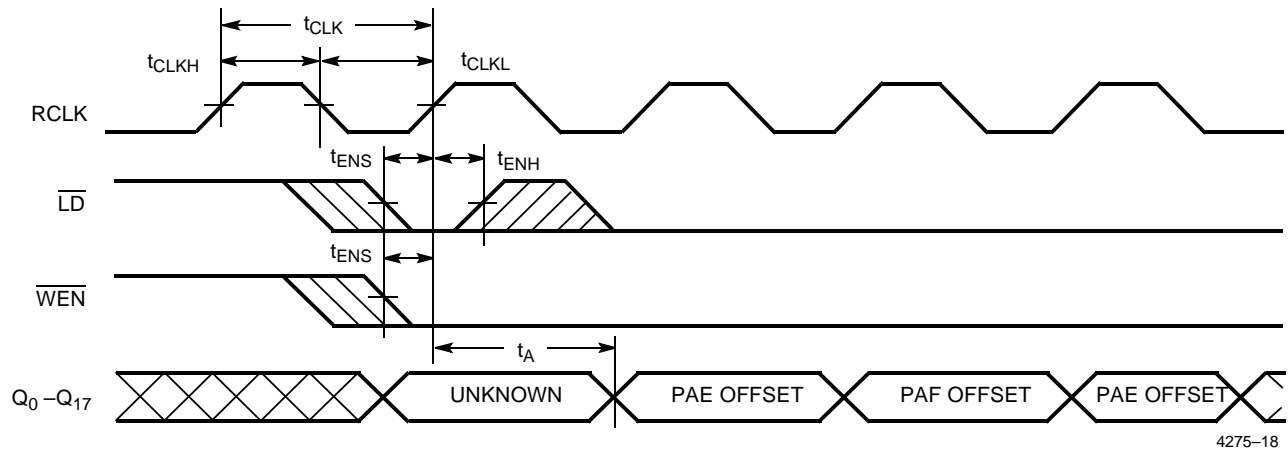 tCLK
tCLKH
tCLKL
RCLK
tENS
tENH
LD
tENS
WEN
tA
Q0 –Q17
UNKNOWN
PAE OFFSET
PAF OFFSET
PAE OFFSET
4275–18